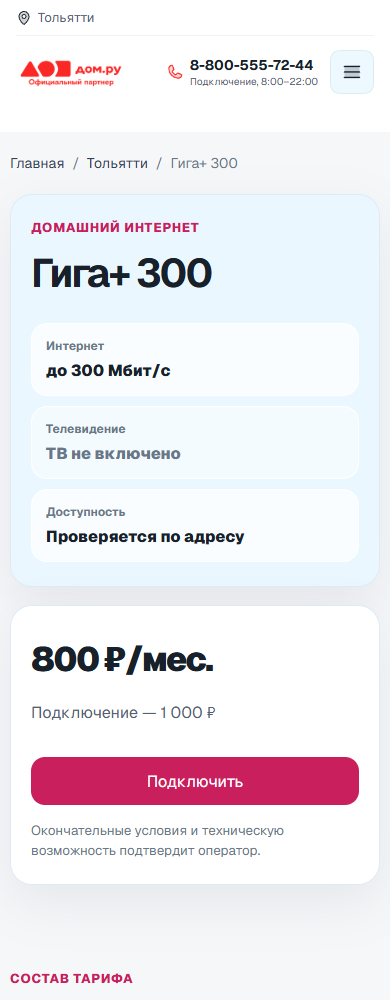 Тольятти
дом.ру
Официальный партнер
8-800-555-72-44
Подключение, 8:00–22:00
Главная / Тольятти / Гига+ 300
ДОМАШНИЙ ИНТЕРНЕТ
Гига+ 300
Интернет
до 300 Мбит/с
Телевидение
ТВ не включено
Доступность
Проверяется по адресу
800 ₽/мес.
Подключение — 1 000 ₽
Подключить
Окончательные условия и техническую
возможность подтвердит оператор.
СОСТАВ ТАРИФА